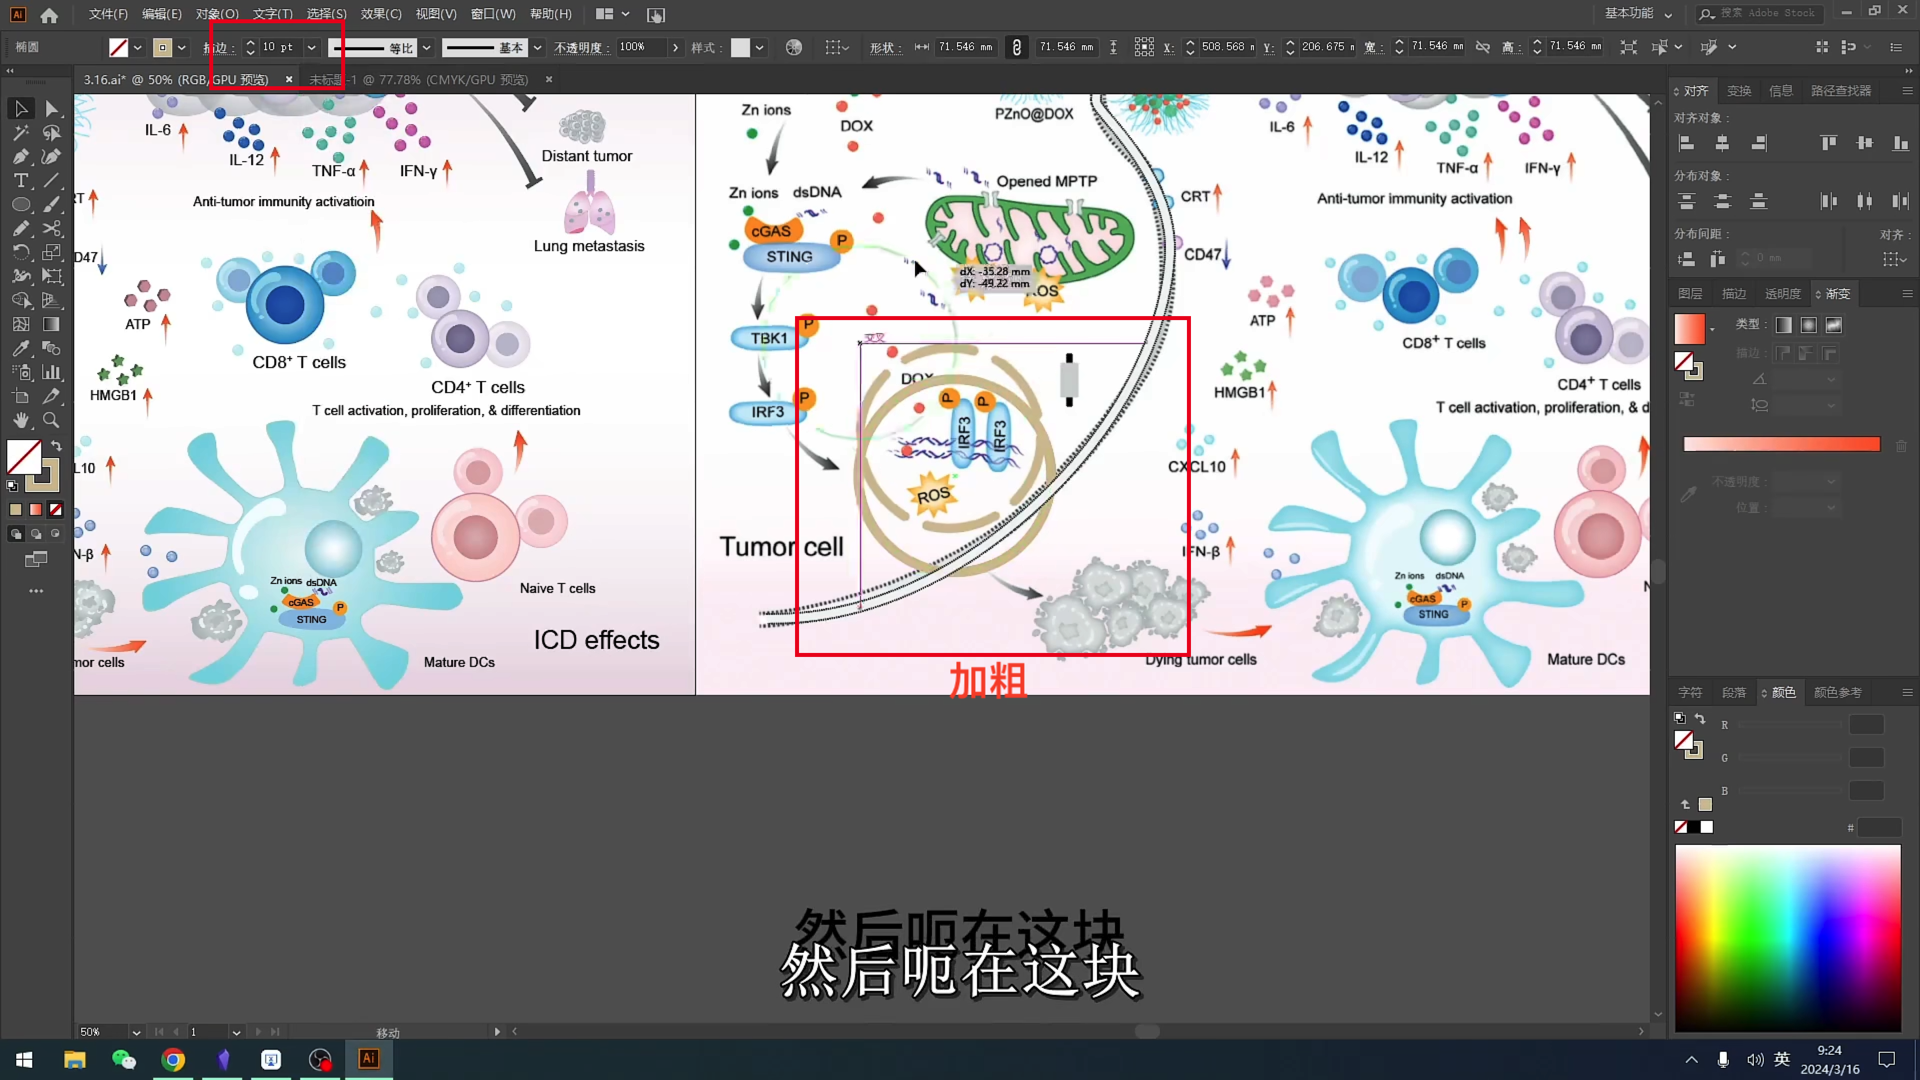 文件(F) 编辑(E) 对象(O) 文字(T) 选择(S) 效果(C) 视图(V) 窗口(W) 帮助(H)
基本功能
搜索 Adobe Stock
椭圆
描边: 10 pt
等比
基本
不透明度: 100%
样式:
形状: 71.546 mm 71.546 mm
X: 508.568 m Y: 206.675 m 宽: 71.546 mm 高: 71.546 mm
3.16.ai* @ 50% (RGB/GPU 预览) ×
-1 @ 77.78% (CMYK/GPU 预览) ×
IL-6
IL-12
TNF-α
IFN-γ
Distant tumor
Anti-tumor immunity activatioin
Lung metastasis
D47
ATP
HMGB1
CD8⁺ T cells
CD4⁺ T cells
T cell activation, proliferation, & differentiation
L10
N-β
Zn ions dsDNA
cGAS
P
STING
Naive T cells
ICD effects
mor cells
Mature DCs
Zn ions
DOX
PZnO@DOX
Zn ions dsDNA
Opened MPTP
cGAS
P
STING
dX: -35.28 mm
dY: -49.22 mm
OS
TBK1
P
DOX
IRF3
P
P P
IRF3 IRF3
ROS
Tumor cell
加粗
Dying tumor cells
CRT
CD47
ATP
HMGB1
CXCL10
IFN-β
IL-6
IL-12
TNF-α
IFN-γ
Anti-tumor immunity activation
CD8⁺ T cells
CD4⁺ T cells
T cell activation, proliferation, & d
Zn ions dsDNA
cGAS
P
STING
Mature DCs
然后呃在这块
然后呃在这块
对齐 变换 信息 路径查找器
对齐对象:
分布对象:
分布间距:
对齐:
0 mm
图层 描边 透明度 渐变
类型:
描边:
不透明度:
位置:
字符 段落 颜色 颜色参考
R
G
B
#
50%
1
移动
英
9:24
2024/3/16